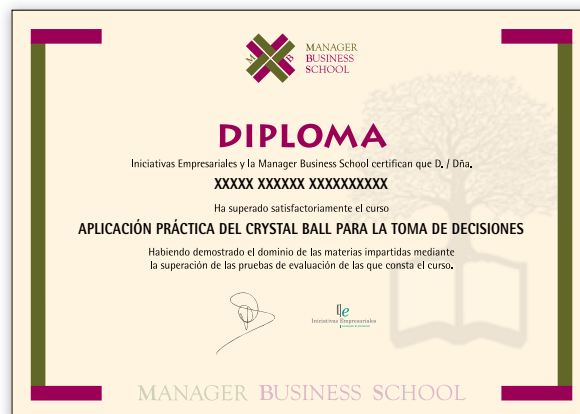 M B
MANAGER
BUSINESS
SCHOOL
DIPLOMA
Iniciativas Empresariales y la Manager Business School certifican que D. / Dña.
XXXXX XXXXXX XXXXXXXXXX
Ha superado satisfactoriamente el curso
APLICACIÓN PRÁCTICA DEL CRYSTAL BALL PARA LA TOMA DE DECISIONES
Habiendo demostrado el dominio de las materias impartidas mediante
la superación de las pruebas de evaluación de las que consta el curso.
Iniciativas Empresariales
MANAGER BUSINESS SCHOOL